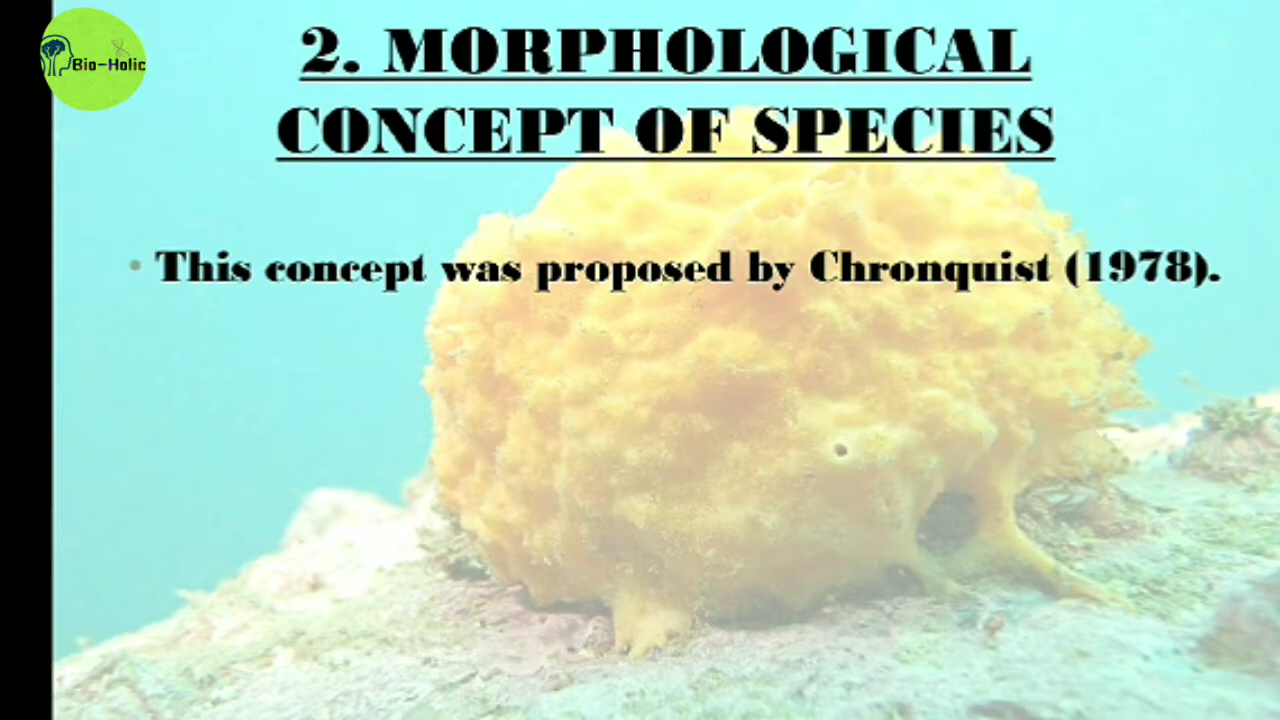 Bio-Holic
2. MORPHOLOGICAL
CONCEPT OF SPECIES
• This concept was proposed by Chronquist (1978).